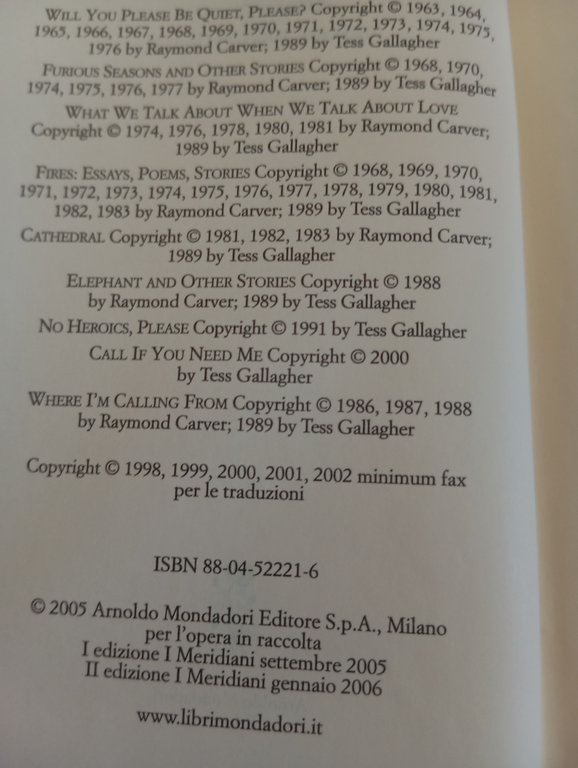 WILL YOU PLEASE BE QUIET, PLEASE? Copyright © 1963, 1964,
1965, 1966, 1967, 1968, 1969, 1970, 1971, 1972, 1973, 1974, 1975,
1976 by Raymond Carver; 1989 by Tess Gallagher
FURIOUS SEASONS AND OTHER STORIES Copyright © 1968, 1970,
1974, 1975, 1976, 1977 by Raymond Carver; 1989 by Tess Gallagher
WHAT WE TALK ABOUT WHEN WE TALK ABOUT LOVE
Copyright © 1974, 1976, 1978, 1980, 1981 by Raymond Carver;
1989 by Tess Gallagher
FIRES: ESSAYS, POEMS, STORIES Copyright © 1968, 1969, 1970,
1971, 1972, 1973, 1974, 1975, 1976, 1977, 1978, 1979, 1980, 1981,
1982, 1983 by Raymond Carver; 1989 by Tess Gallagher
CATHEDRAL Copyright © 1981, 1982, 1983 by Raymond Carver;
1989 by Tess Gallagher
ELEPHANT AND OTHER STORIES Copyright © 1988
by Raymond Carver; 1989 by Tess Gallagher
NO HEROICS, PLEASE Copyright © 1991 by Tess Gallagher
CALL IF YOU NEED ME Copyright © 2000
by Tess Gallagher
WHERE I'M CALLING FROM Copyright © 1986, 1987, 1988
by Raymond Carver; 1989 by Tess Gallagher
Copyright © 1998, 1999, 2000, 2001, 2002 minimum fax
per le traduzioni
ISBN 88-04-52221-6
© 2005 Arnoldo Mondadori Editore S.p.A., Milano
per l'opera in raccolta
I edizione I Meridiani settembre 2005
II edizione I Meridiani gennaio 2006
www.librimondadori.it